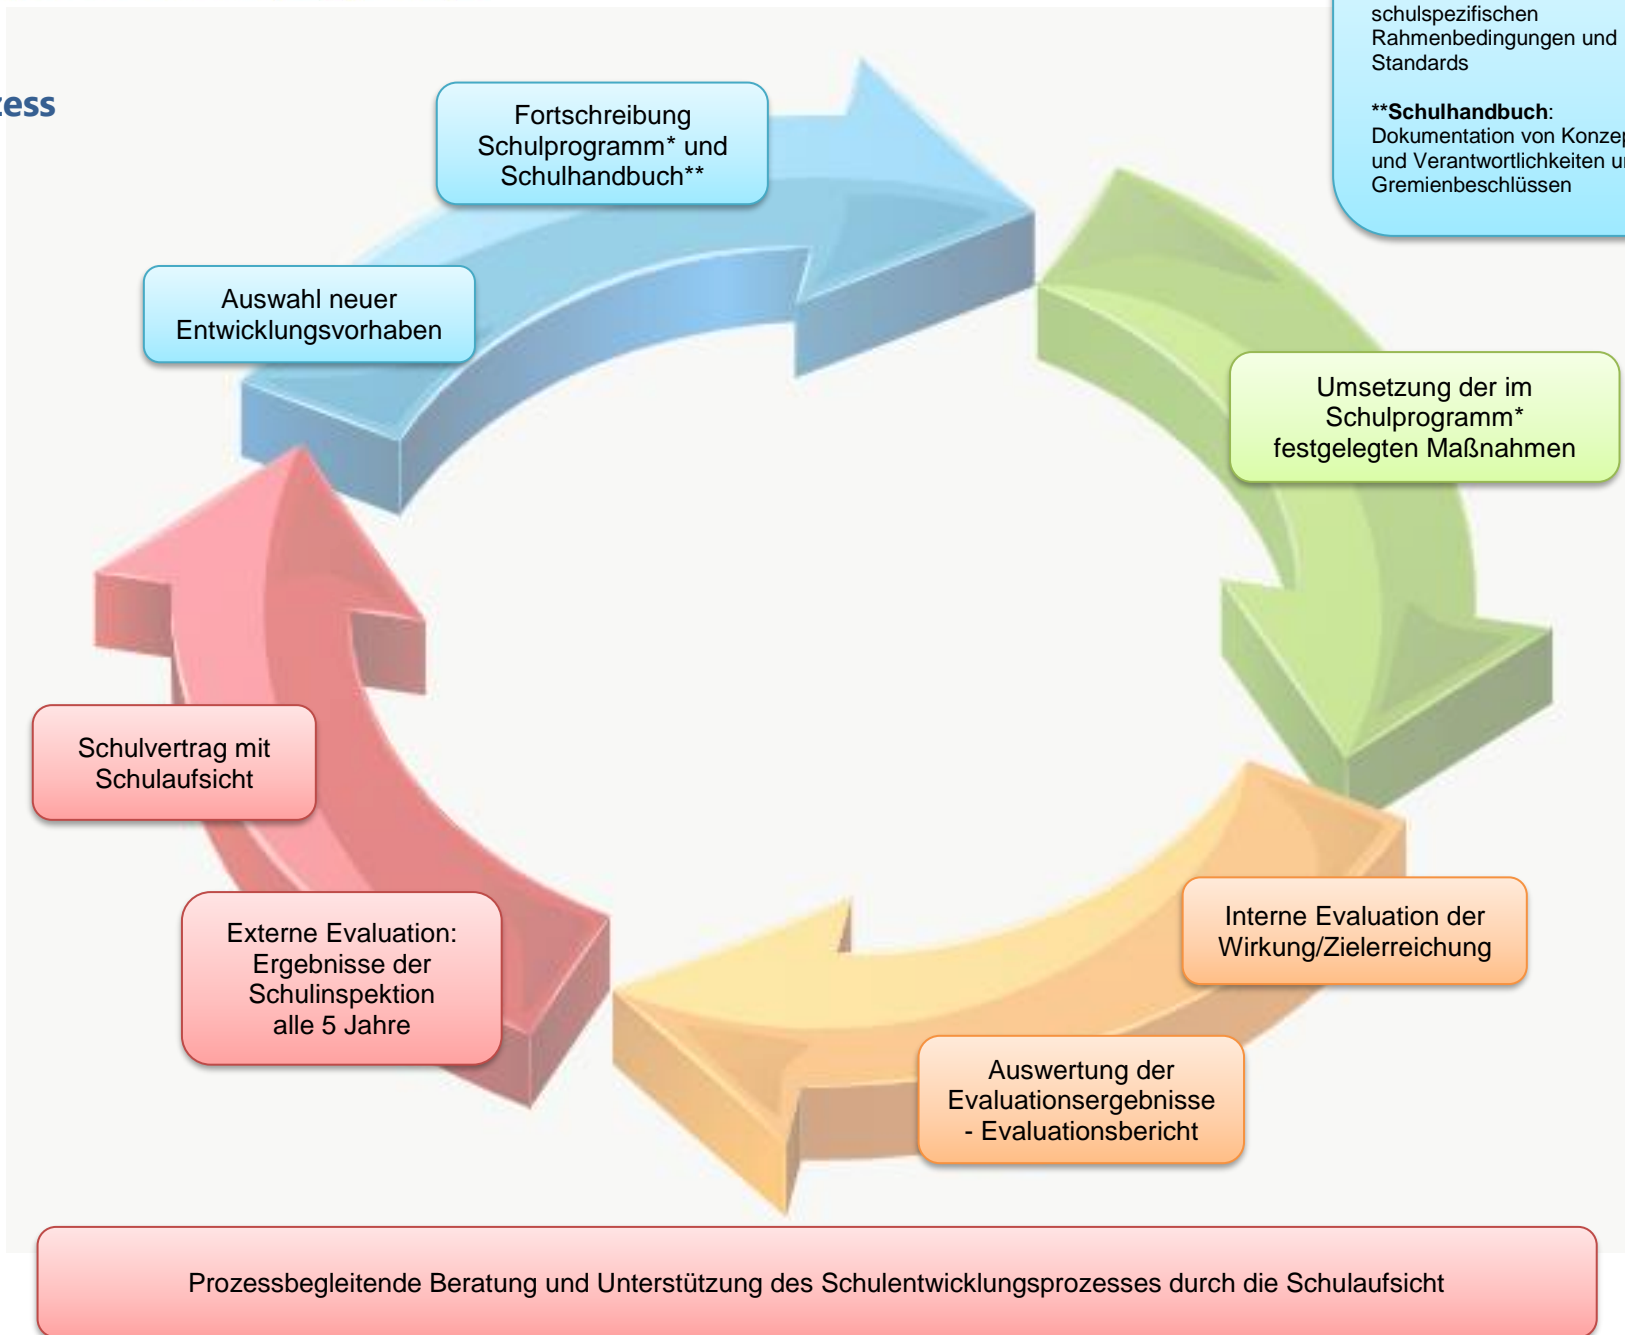 schulspezifischen
Rahmenbedingungen und
Standards
**Schulhandbuch:
Dokumentation von
und Verantwortlichkeiten
Gremienbeschlüssen
Fortschreibung
Schulprogramm* und
Schulhandbuch**
Auswahl neuer
Entwicklungsvorhaben
Umsetzung der im
Schulprogramm*
festgelegten Maßnahmen
Schulvertrag mit
Schulaufsicht
Externe Evaluation:
Ergebnisse der
Schulinspektion
alle 5 Jahre
Interne Evaluation der
Wirkung/Zielerreichung
Auswertung der
Evaluationsergebnisse
- Evaluationsbericht
Prozessbegleitende Beratung und Unterstützung des Schulentwicklungsprozesses durch die Schulaufsicht